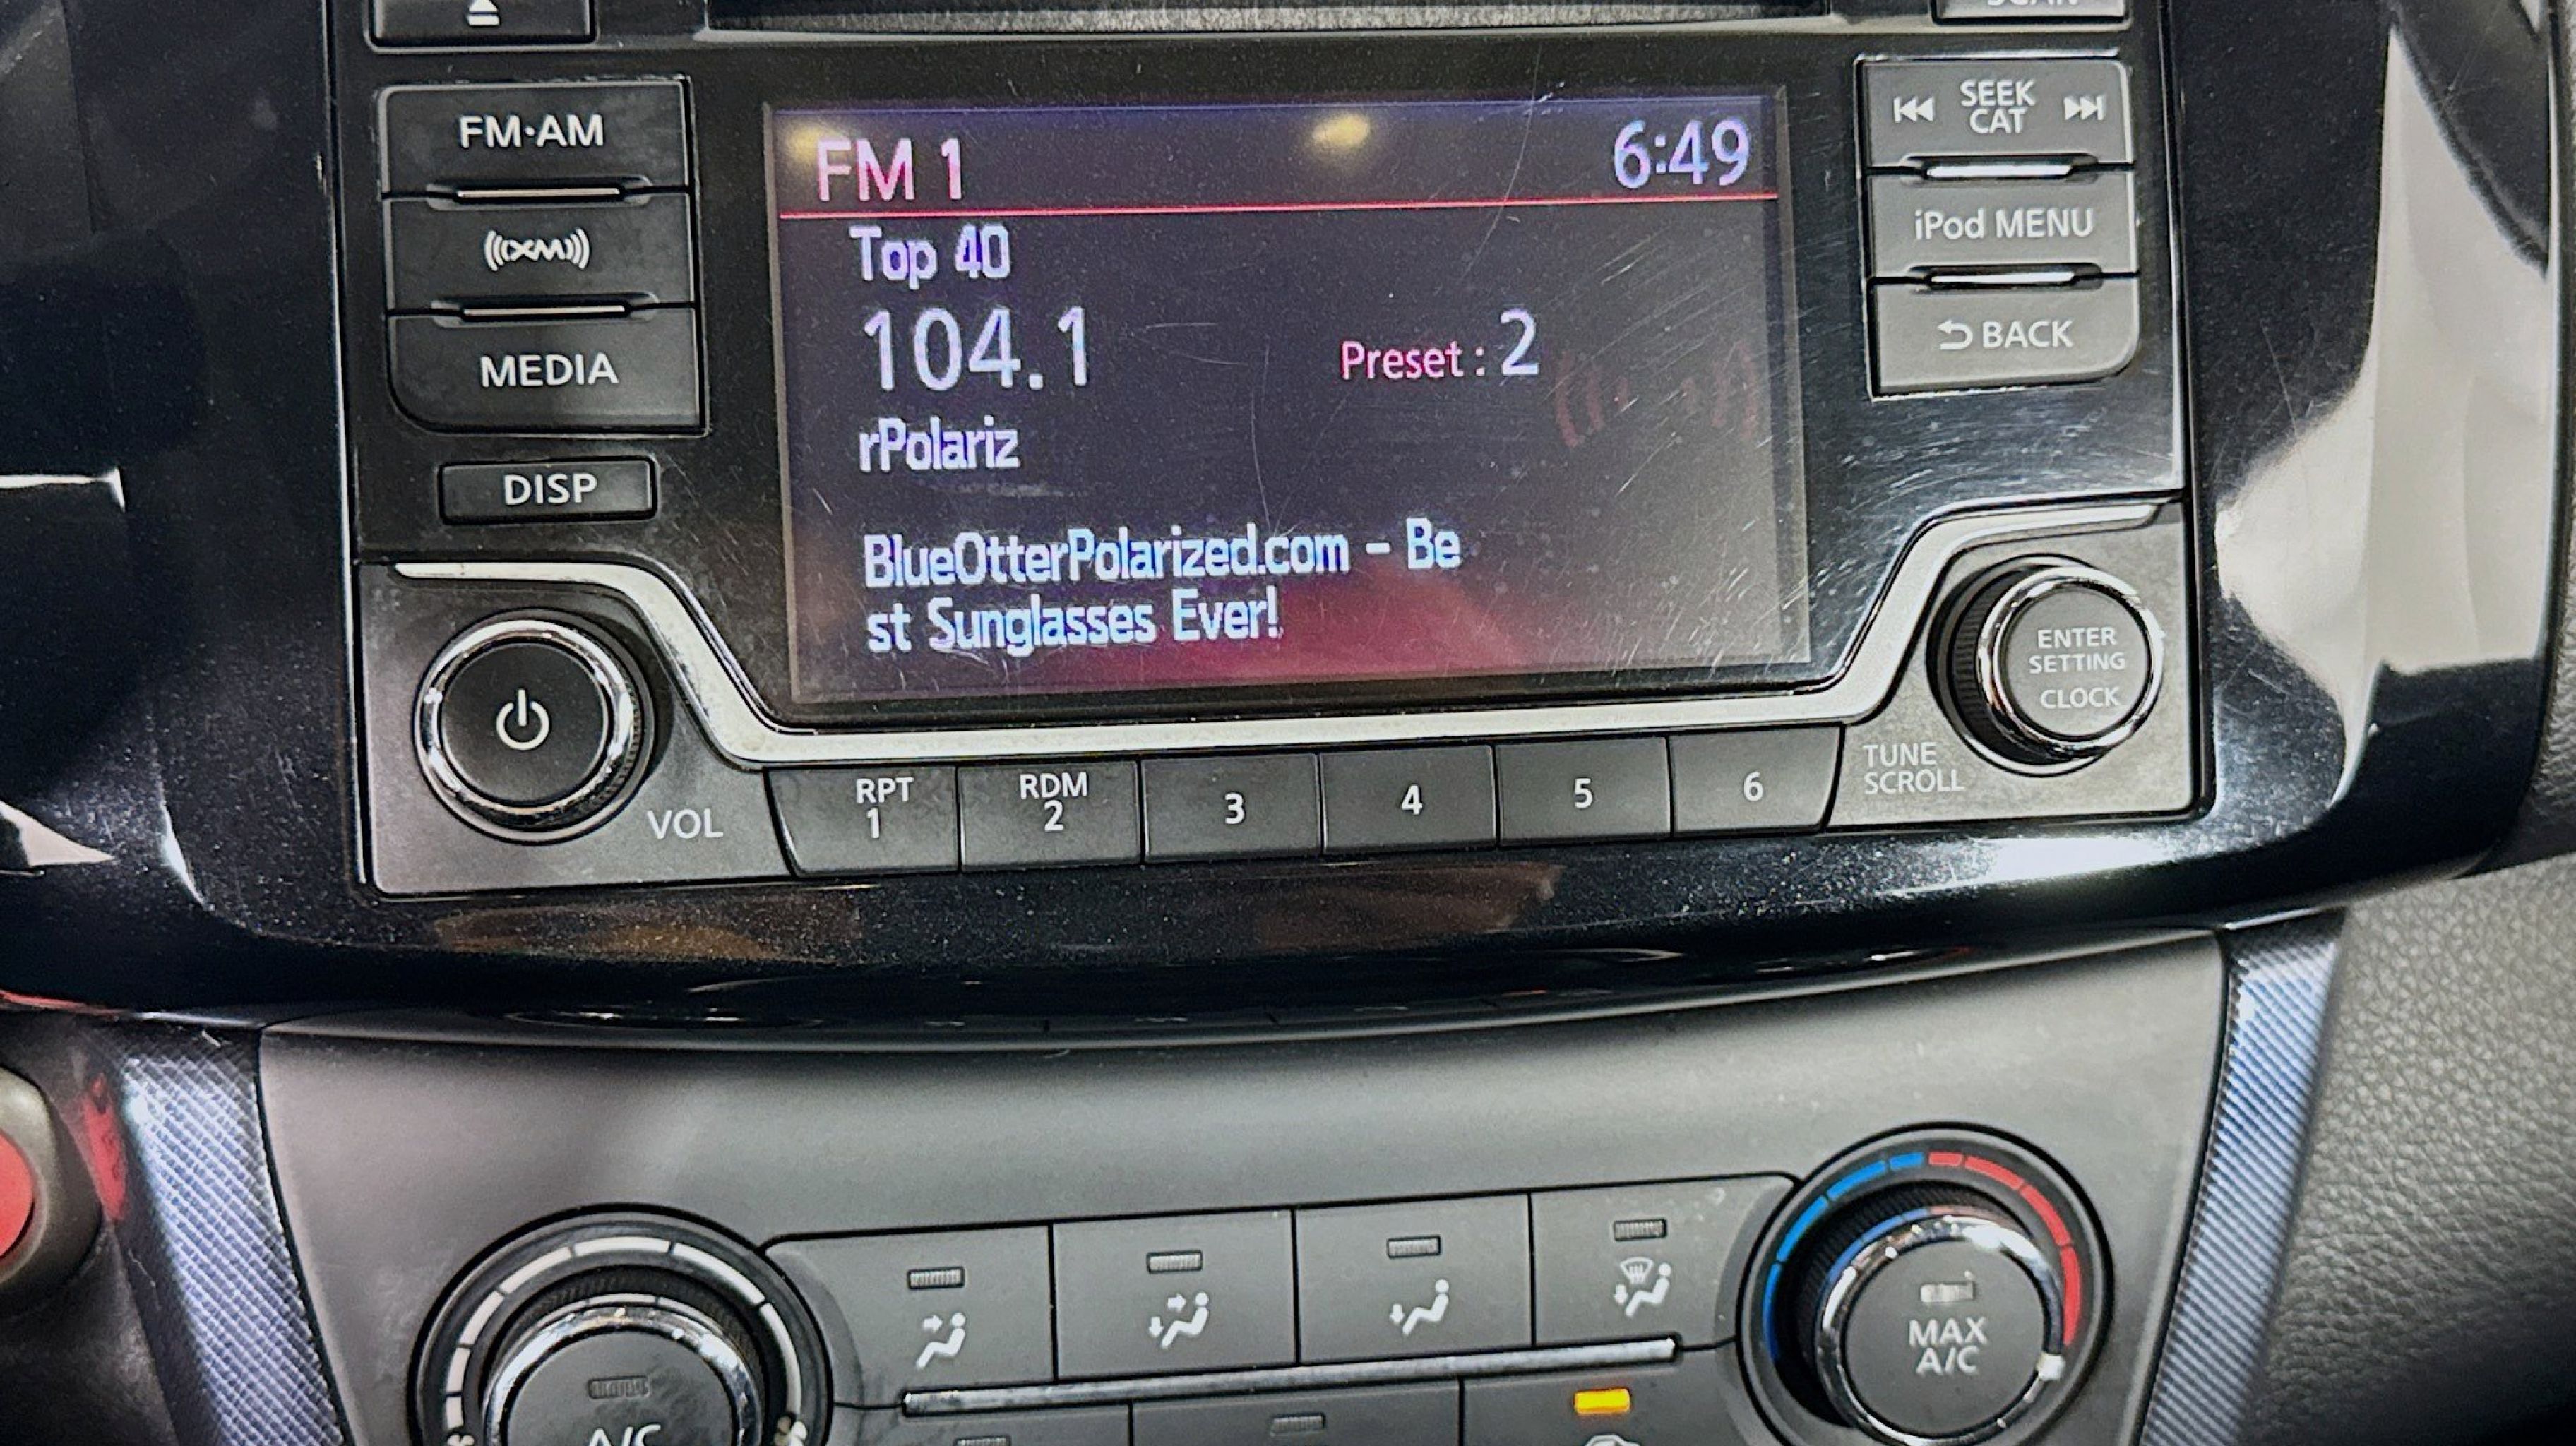 SCAN
FM·AM
SEEK
CAT
XM
iPod MENU
MEDIA
BACK
DISP
FM 1 6:49
Top 40
104.1 Preset : 2
rPolariz
BlueOtterPolarized.com - Be
st Sunglasses Ever!
ENTER
SETTING
CLOCK
VOL
TUNE
SCROLL
RPT RDM
1 2 3 4 5 6
MAX
A/C
A/C